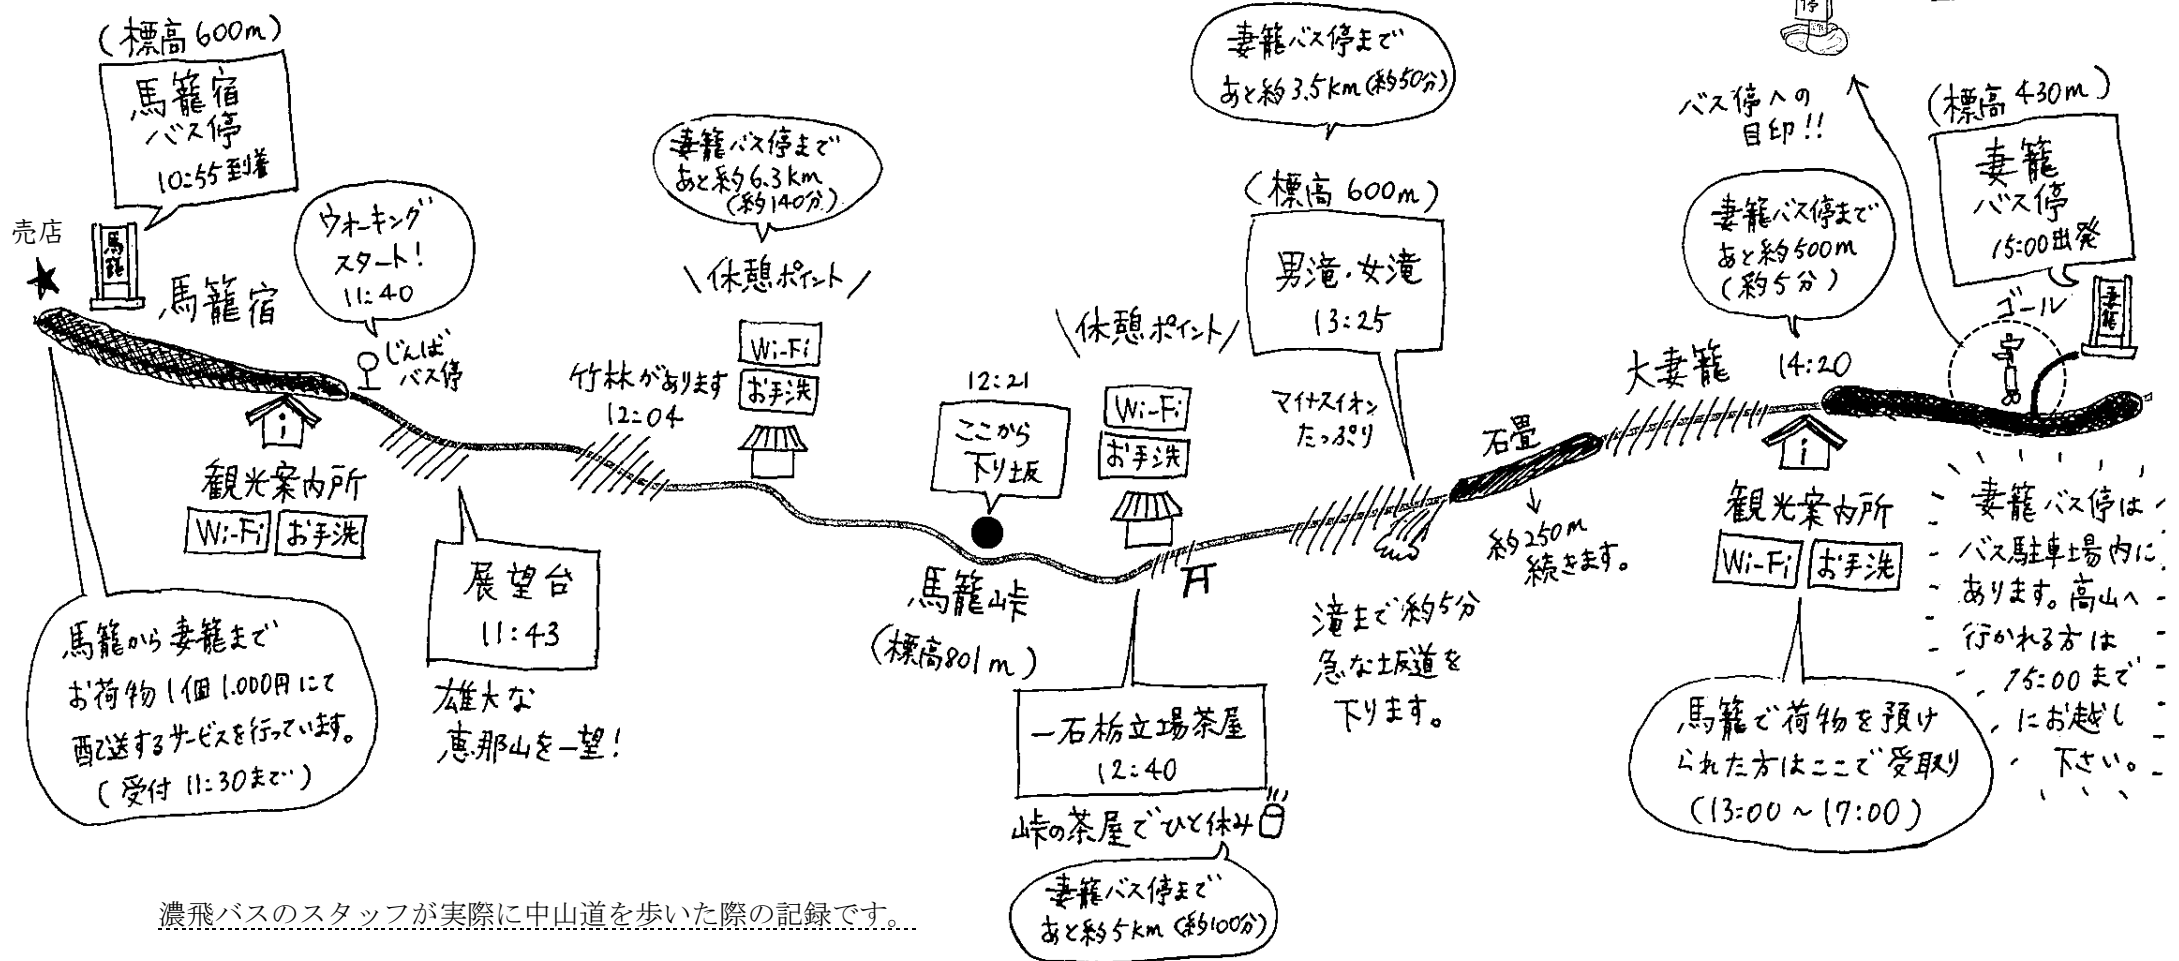 (標高600m)
馬籠宿
バス停
10:55到着
売店
馬籠
馬籠宿
ウォーキング
スタート!
11:40
じんば
バス停
観光案内所
Wi-Fi
お手洗
馬籠から妻籠まで
お荷物1個1.000円にて
配送するサービスを行っています。
(受付 11:30まで)
展望台
11:43
雄大な
恵那山を一望!
竹林があります
12:04
妻籠バス停まで
あと約6.3km
(約140分)
\休憩ポイント/
Wi-Fi
お手洗
12:21
ここから
下り坂
馬籠峠
(標高801m)
\休憩ポイント/
Wi-Fi
お手洗
一石栃立場茶屋
12:40
峠の茶屋でひと休み
妻籠バス停まで
あと約5km(約100分)
妻籠バス停まで
あと約3.5km(約50分)
(標高600m)
男滝・女滝
13:25
マイナスイオン
たっぷり
滝まで約5分
急な坂道を
下ります。
石畳
約250m
続きます。
大妻籠
妻籠バス停まで
あと約500m
(約5分)
14:20
観光案内所
Wi-Fi
お手洗
馬籠で荷物を預け
られた方はここで受取り
(13:00〜17:00)
停
バス停への
目印!!
(標高430m)
妻籠
バス停
15:00出発
ゴール
妻籠
妻籠バス停は
バス駐車場内に
あります。高山へ
行かれる方は
15:00まで
にお越し
下さい。
濃飛バスのスタッフが実際に中山道を歩いた際の記録です。